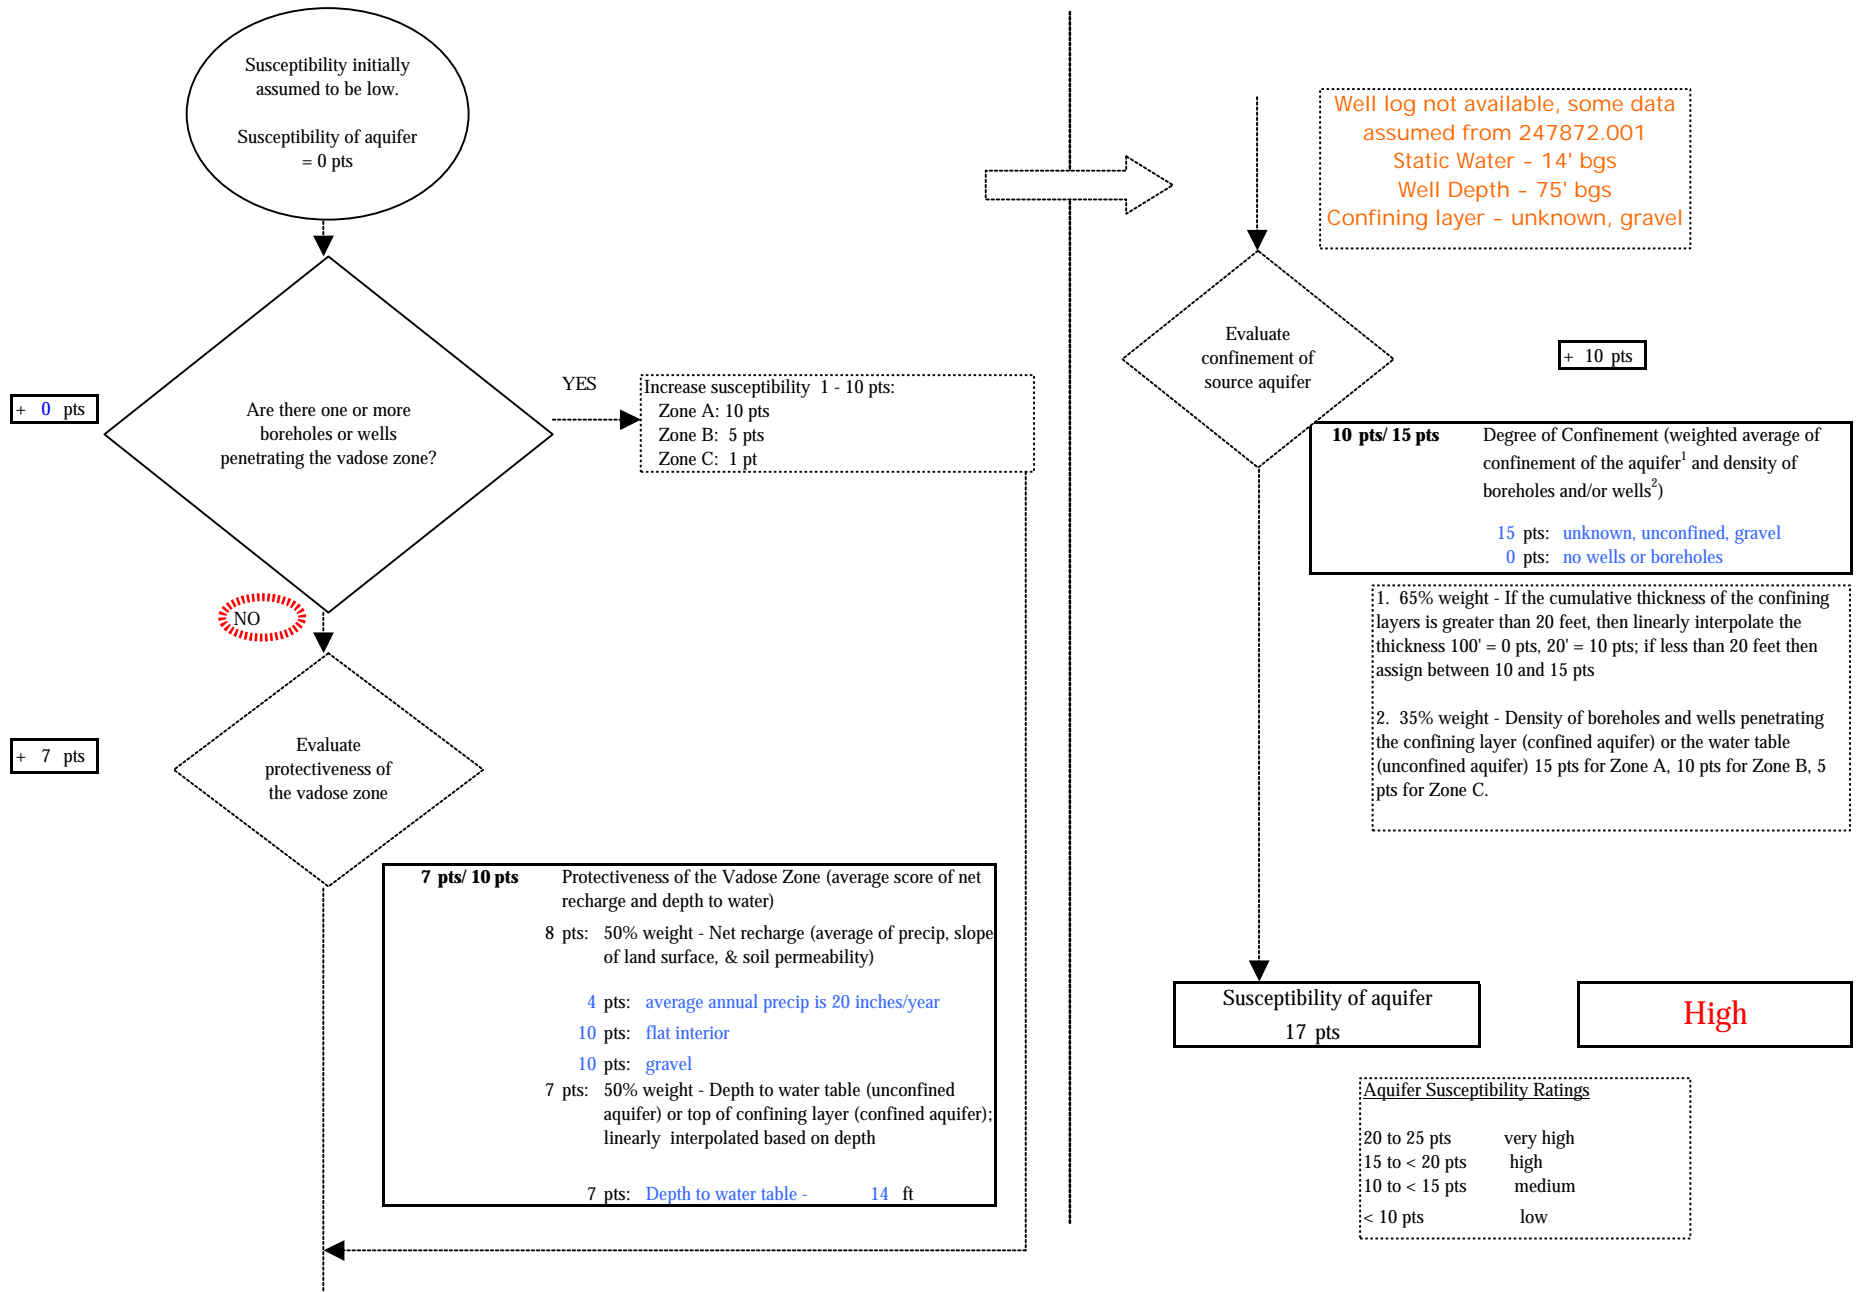 Susceptibility initially
assumed to be low.
Susceptibility of aquifer
= 0 pts
+ 0 pts
Are there one or more
boreholes or wells
penetrating the vadose zone?
YES
Increase susceptibility 1 - 10 pts:
Zone A: 10 pts
Zone B: 5 pts
Zone C: 1 pt
NO
+ 7 pts
Evaluate
protectiveness of
the vadose zone
7 pts/ 10 pts Protectiveness of the Vadose Zone (average score of net
recharge and depth to water)
8 pts: 50% weight - Net recharge (average of precip, slope
of land surface, & soil permeability)
4 pts: average annual precip is 20 inches/year
10 pts: flat interior
10 pts: gravel
7 pts: 50% weight - Depth to water table (unconfined
aquifer) or top of confining layer (confined aquifer);
linearly interpolated based on depth
7 pts: Depth to water table - 14 ft
Well log not available, some data
assumed from 247872.001
Static Water - 14' bgs
Well Depth - 75' bgs
Confining layer - unknown, gravel
Evaluate
confinement of
source aquifer
+ 10 pts
10 pts/ 15 pts Degree of Confinement (weighted average of
confinement of the aquifer¹ and density of
boreholes and/or wells²)
15 pts: unknown, unconfined, gravel
0 pts: no wells or boreholes
1. 65% weight - If the cumulative thickness of the confining
layers is greater than 20 feet, then linearly interpolate the
thickness 100' = 0 pts, 20' = 10 pts; if less than 20 feet then
assign between 10 and 15 pts
2. 35% weight - Density of boreholes and wells penetrating
the confining layer (confined aquifer) or the water table
(unconfined aquifer) 15 pts for Zone A, 10 pts for Zone B, 5
pts for Zone C.
Susceptibility of aquifer
17 pts
High
Aquifer Susceptibility Ratings
20 to 25 pts very high
15 to < 20 pts high
10 to < 15 pts medium
< 10 pts low